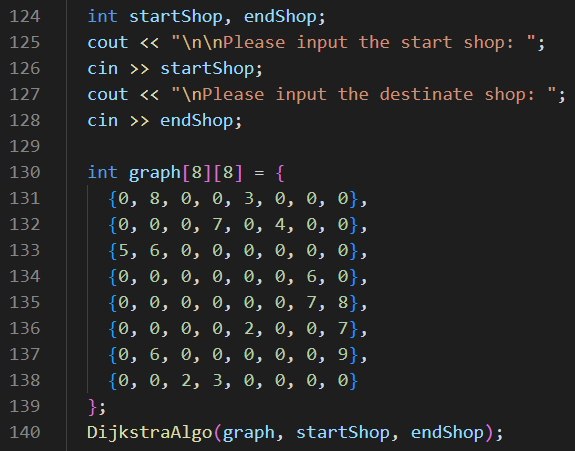 124 int startShop, endShop;
125 cout << "\n\nPlease input the start shop: ";
126 cin >> startShop;
127 cout << "\nPlease input the destinate shop: ";
128 cin >> endShop;
129
130 int graph[8][8] = {
131 {0, 8, 0, 0, 3, 0, 0, 0},
132 {0, 0, 0, 7, 0, 4, 0, 0},
133 {5, 6, 0, 0, 0, 0, 0, 0},
134 {0, 0, 0, 0, 0, 0, 6, 0},
135 {0, 0, 0, 0, 0, 0, 7, 8},
136 {0, 0, 0, 0, 2, 0, 0, 7},
137 {0, 6, 0, 0, 0, 0, 0, 9},
138 {0, 0, 2, 3, 0, 0, 0, 0}
139 };
140 DijkstraAlgo(graph, startShop, endShop);